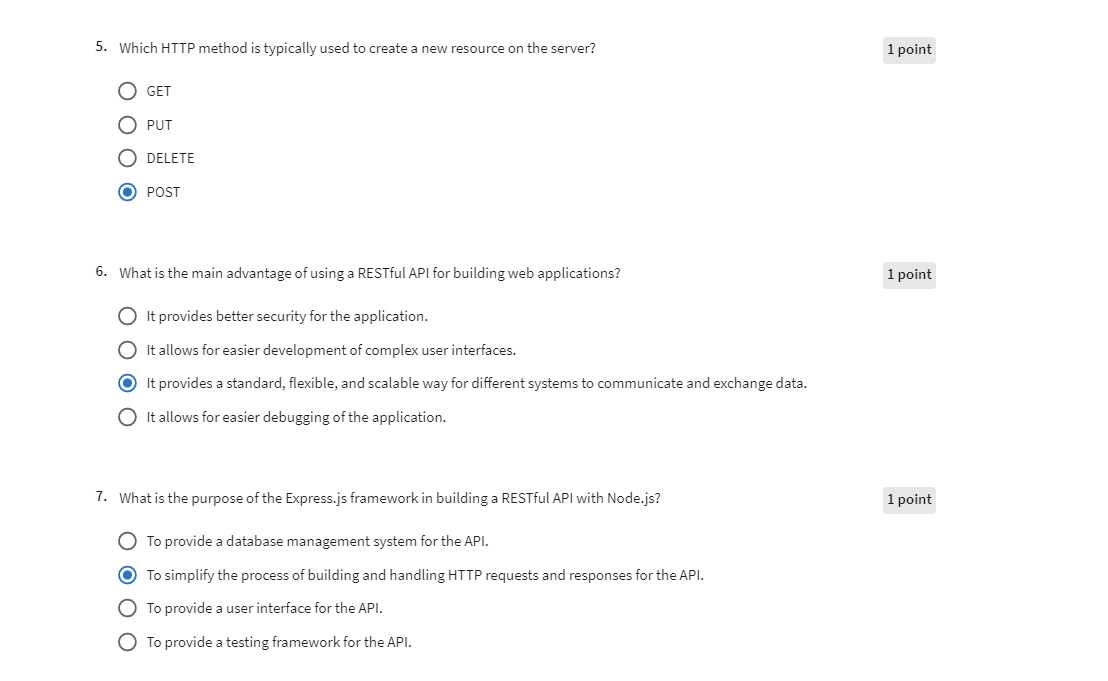 5. Which HTTP method is typically used to create a new resource on the server? 1 point
GET
PUT
DELETE
POST
6. What is the main advantage of using a RESTful API for building web applications? 1 point
It provides better security for the application.
It allows for easier development of complex user interfaces.
It provides a standard, flexible, and scalable way for different systems to communicate and exchange data.
It allows for easier debugging of the application.
7. What is the purpose of the Express.js framework in building a RESTful API with Node.js? 1 point
To provide a database management system for the API.
To simplify the process of building and handling HTTP requests and responses for the API.
To provide a user interface for the API.
To provide a testing framework for the API.